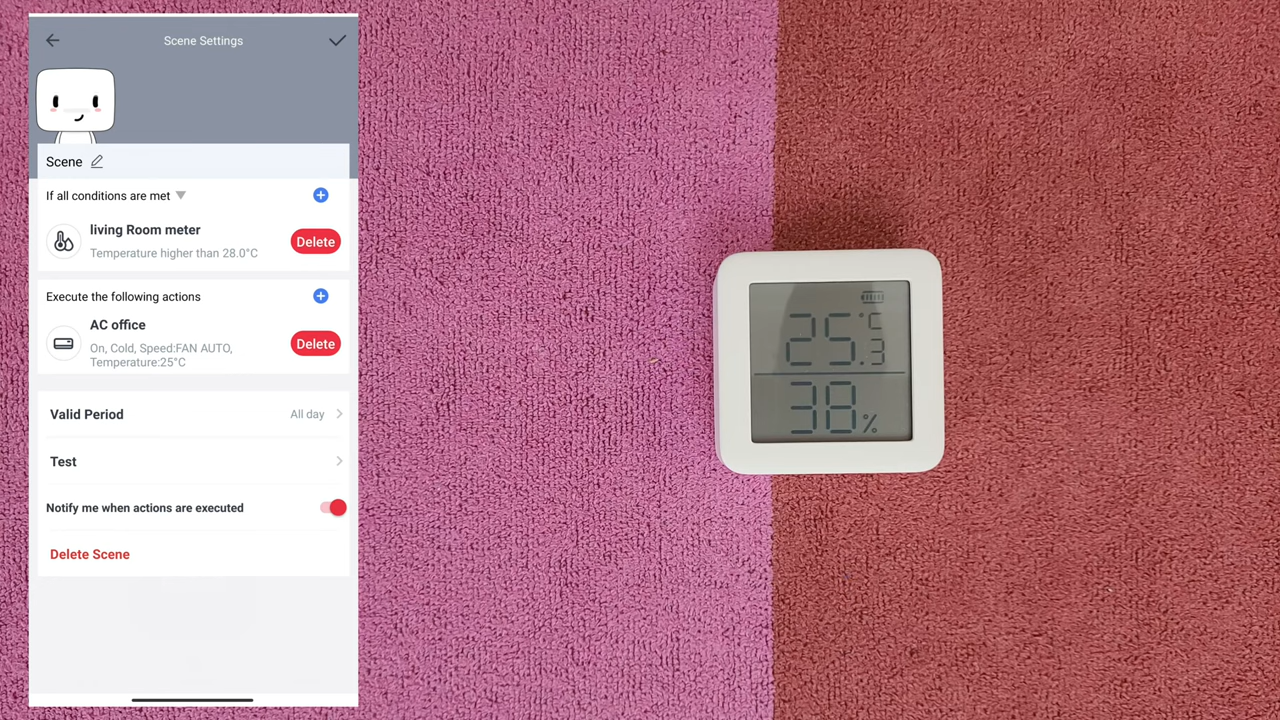 Scene Settings
Scene
If all conditions are met
living Room meter
Temperature higher than 28.0°C
Delete
Execute the following actions
AC office
On, Cold, Speed:FAN AUTO,
Temperature:25°C
Delete
Valid Period
All day
Test
Notify me when actions are executed
Delete Scene
25.3°C
38%